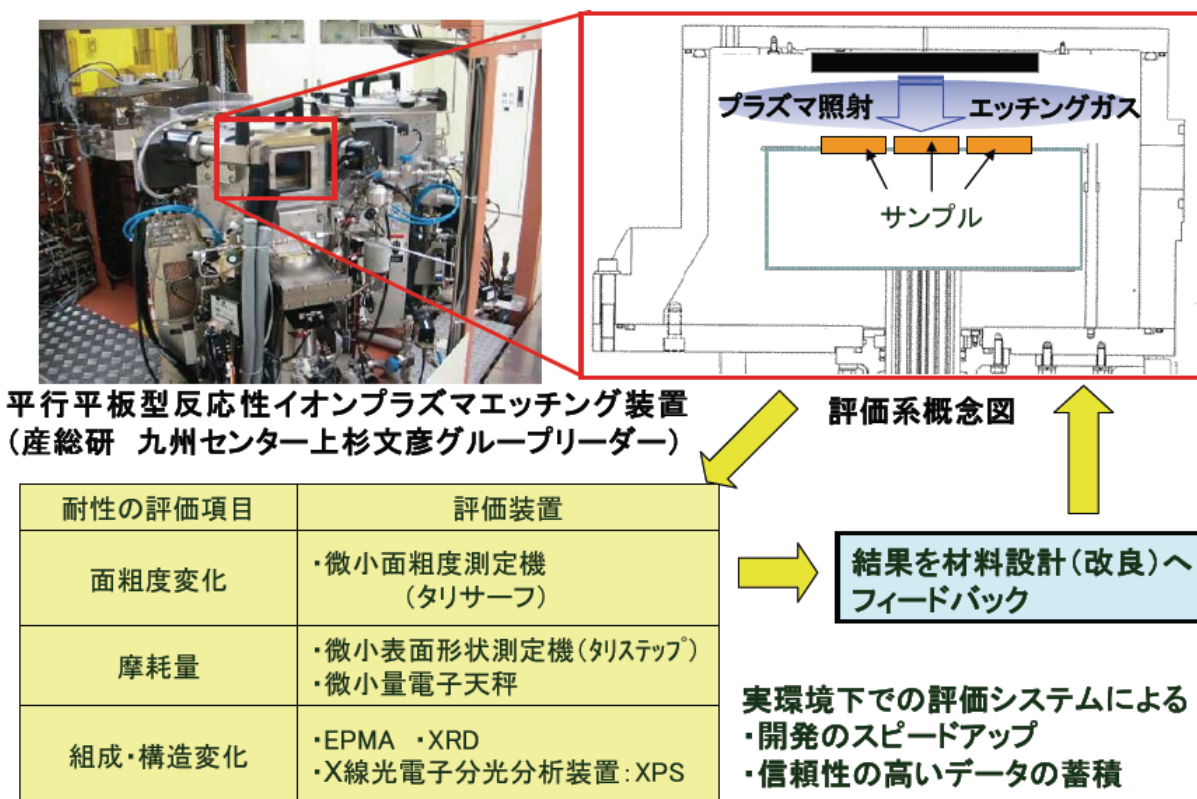 プラズマ照射
エッチングガス
サンプル
平行平板型反応性イオンプラズマエッチング装置
(産総研 九州センター上杉文彦グループリーダー)
評価系概念図
耐性の評価項目
評価装置
面粗度変化
・微小面粗度測定機
(タリサーフ)
摩耗量
・微小表面形状測定機(タリステップ)
・微小量電子天秤
組成・構造変化
・EPMA ・XRD
・X線光電子分光分析装置:XPS
結果を材料設計(改良)へ
フィードバック
実環境下での評価システムによる
・開発のスピードアップ
・信頼性の高いデータの蓄積